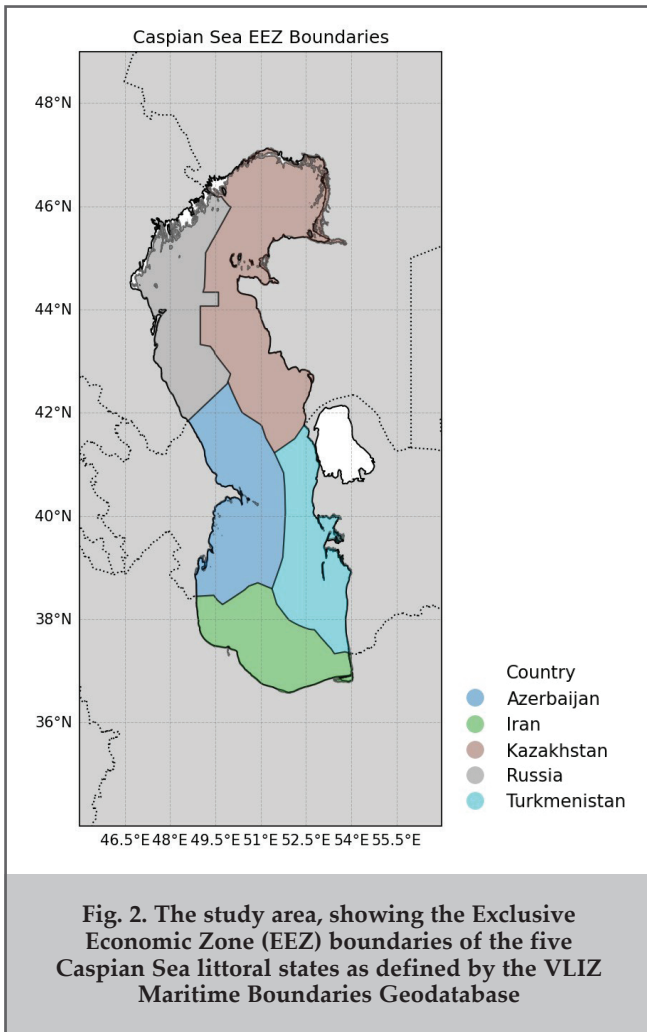 Caspian Sea EEZ Boundaries
48°N
46°N
44°N
42°N
40°N
38°N
36°N
46.5°E 48°E 49.5°E 51°E 52.5°E 54°E 55.5°E
Country
Azerbaijan
Iran
Kazakhstan
Russia
Turkmenistan
Fig. 2. The study area, showing the Exclusive
Economic Zone (EEZ) boundaries of the five
Caspian Sea littoral states as defined by the VLIZ
Maritime Boundaries Geodatabase